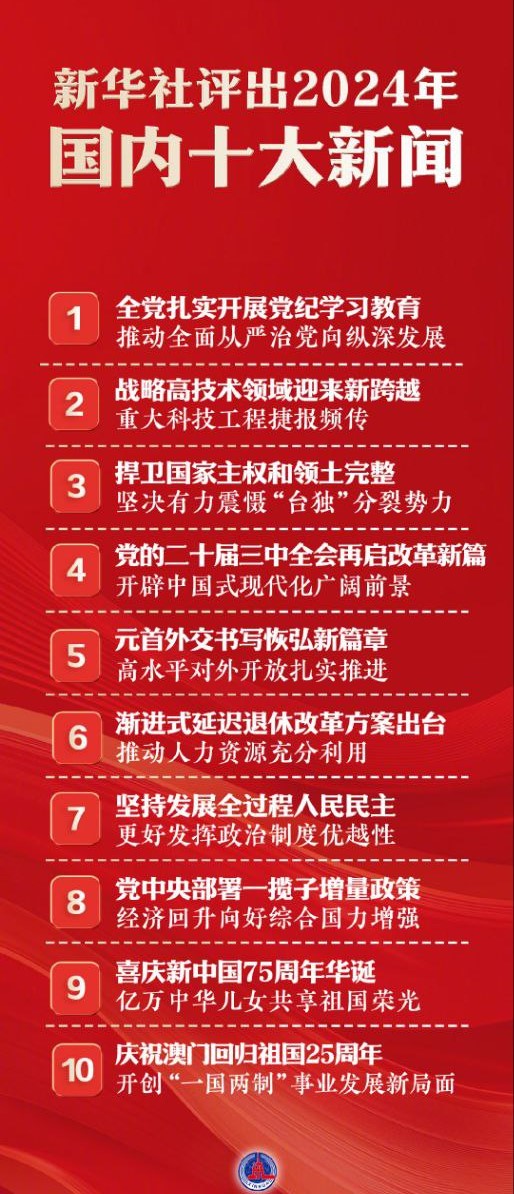 新华社评出2024年
国内十大新闻
1
全党扎实开展党纪学习教育
推动全面从严治党向纵深发展
2
战略高技术领域迎来新跨越
重大科技工程捷报频传
3
捍卫国家主权和领土完整
坚决有力震慑“台独”分裂势力
4
党的二十届三中全会再启改革新篇
开辟中国式现代化广阔前景
5
元首外交书写恢弘新篇章
高水平对外开放扎实推进
6
渐进式延迟退休改革方案出台
推动人力资源充分利用
7
坚持发展全过程人民民主
更好发挥政治制度优越性
8
党中央部署一揽子增量政策
经济回升向好综合国力增强
9
喜庆新中国75周年华诞
亿万中华儿女共享祖国荣光
10
庆祝澳门回归祖国25周年
开创“一国两制”事业发展新局面